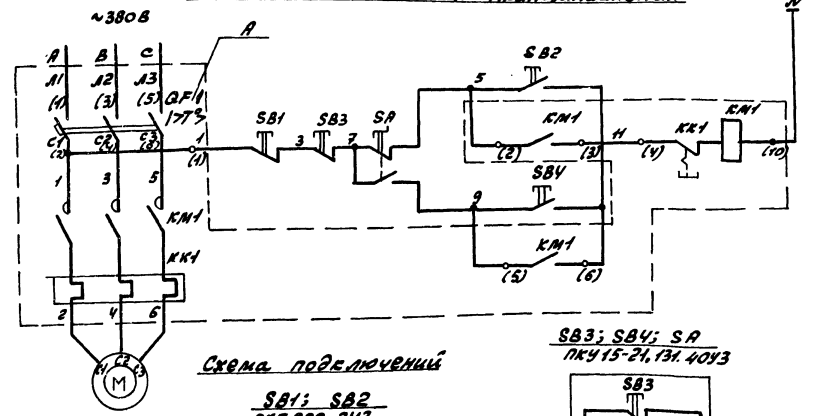 ~380В
N
А В С А
Л1 Л2 Л3
(1) (3) (5) QF1
SB2
5
SB1 SB3 SA KM1 KM1
C1 C2 C3 1 3 7 11 KK1
(2) (4) (1) (2) (3) (4) (10)
1 3 5 SB4
9
KM1
KM1
KK1 (5) (6)
2 4 6
SB3; SB4; SA
ПКУ15-21.131.40У3
C1 C2 C3
M
Схема подключений
SB3
SB1; SB2